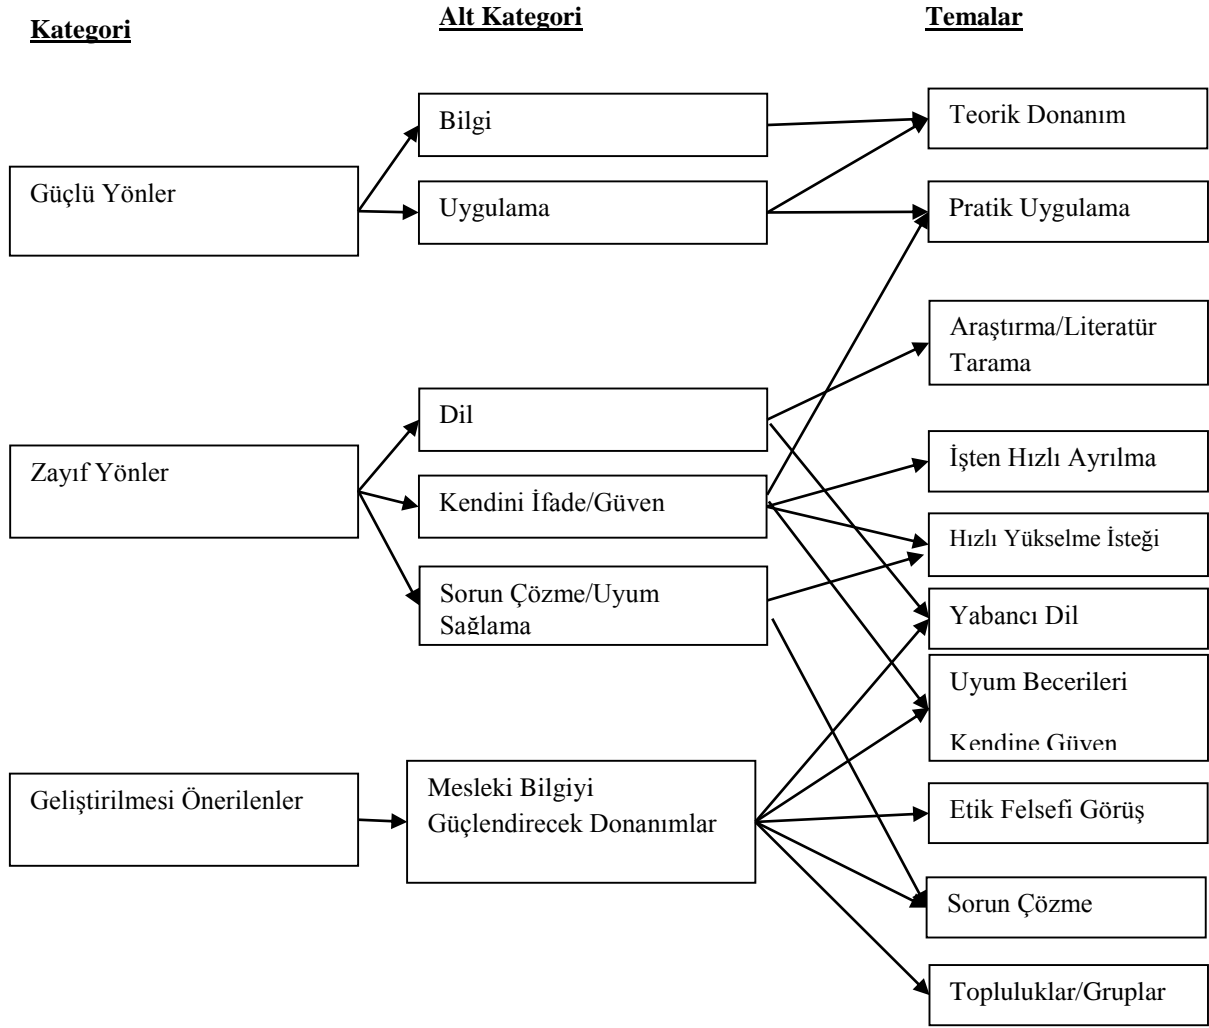 Kategori
Alt Kategori
Temalar
Bilgi
Teorik Donanım
Güçlü Yönler
Uygulama
Pratik Uygulama
Araştırma/Literatür
Tarama
Dil
Zayıf Yönler
İşten Hızlı Ayrılma
Kendini İfade/Güven
Hızlı Yükselme İsteği
Sorun Çözme/Uyum
Sağlama
Yabancı Dil
Uyum Becerileri
Kendine Güven
Geliştirilmesi Önerilenler
Mesleki Bilgiyi
Güçlendirecek Donanımlar
Etik Felsefi Görüş
Sorun Çözme
Topluluklar/Gruplar